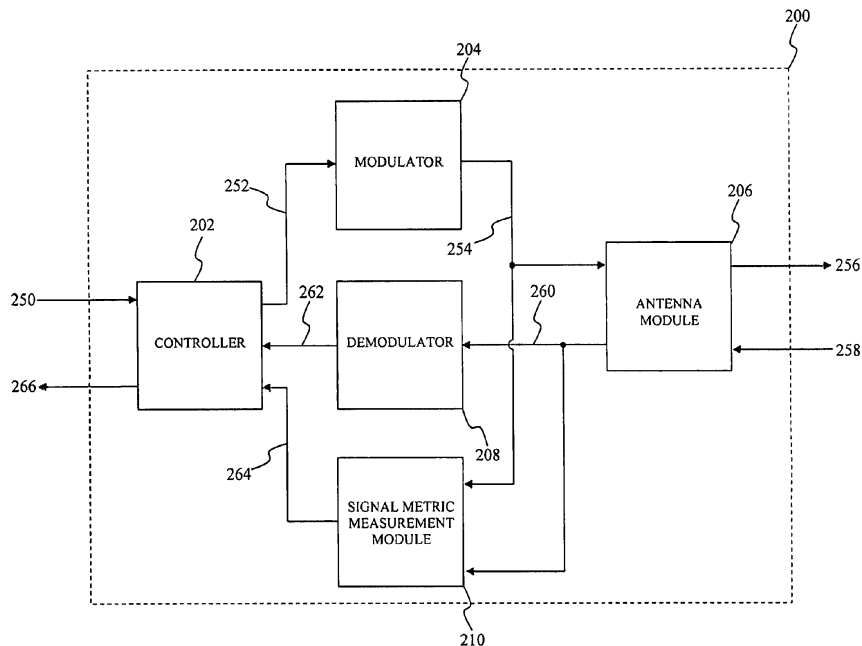 200
204
MODULATOR
252
206
254
202
250
256
262
260
ANTENNA
MODULE
CONTROLLER
DEMODULATOR
258
266
208
264
SIGNAL METRIC
MEASUREMENT
MODULE
210